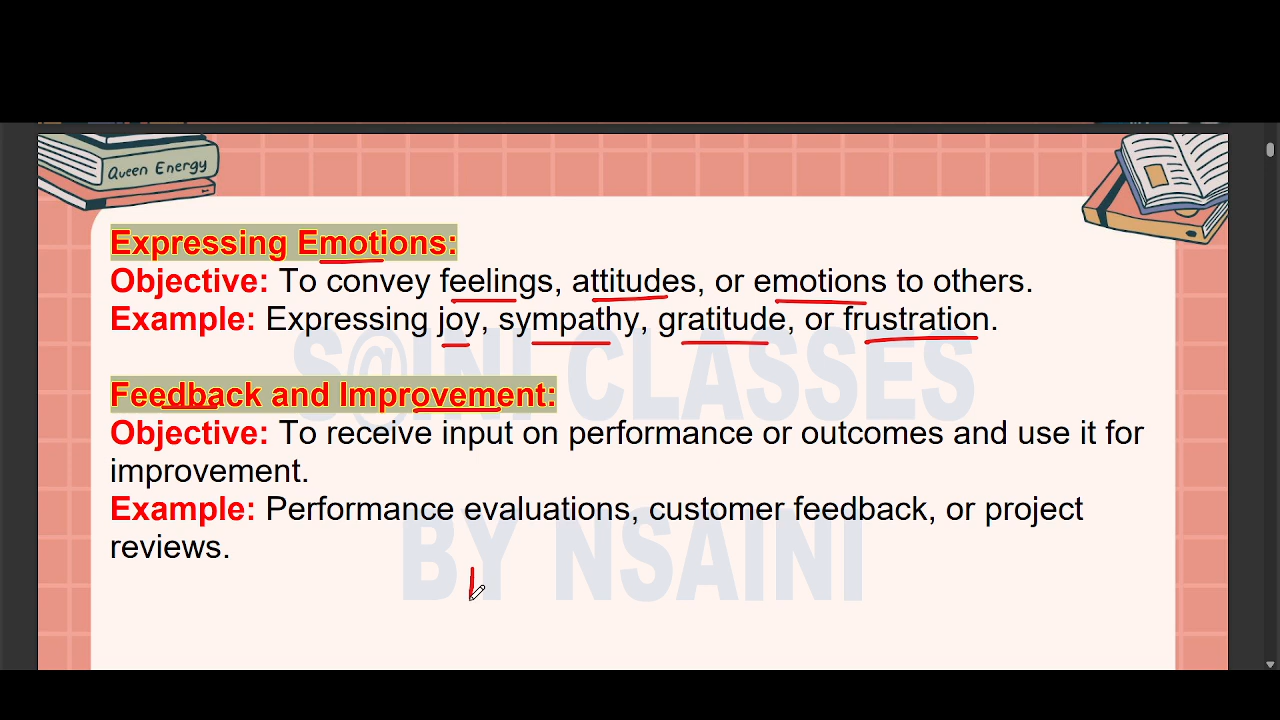 Queen Energy
Expressing Emotions:
Objective: To convey feelings, attitudes, or emotions to others.
Example: Expressing joy, sympathy, gratitude, or frustration.
S@INI CLASSES
Feedback and Improvement:
Objective: To receive input on performance or outcomes and use it for
improvement.
Example: Performance evaluations, customer feedback, or project
reviews.
BY NSAINI